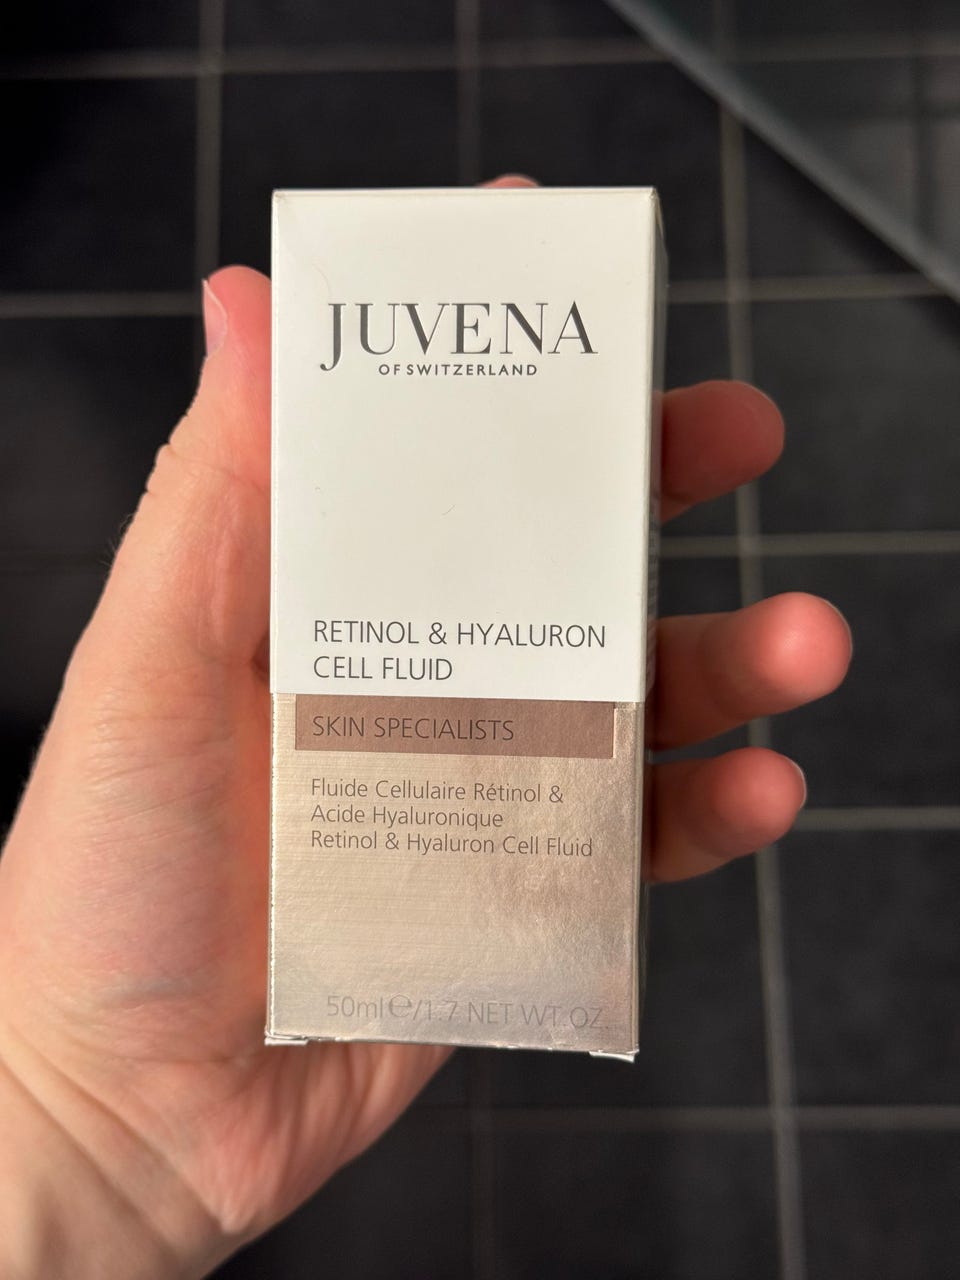 JUVENA
OF SWITZERLAND
RETINOL & HYALURON
CELL FLUID
SKIN SPECIALISTS
Fluide Cellulaire Rétinol &
Acide Hyaluronique
Retinol & Hyaluron Cell Fluid
50ml℮/1.7 NET WT.OZ.